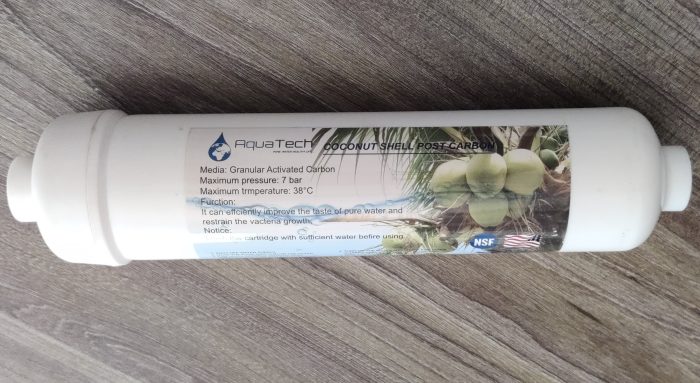 AquaTech
COCONUT SHELL POST CARBON
Media: Granular Activated Carbon
Maximum pressure: 7 bar
Maximum trmperature: 38°C
Furction:
It can effciently improve the taste of pure water and
restrain the vacteria growth.
Notice:
cartridge with sufficient water befire using
NSF